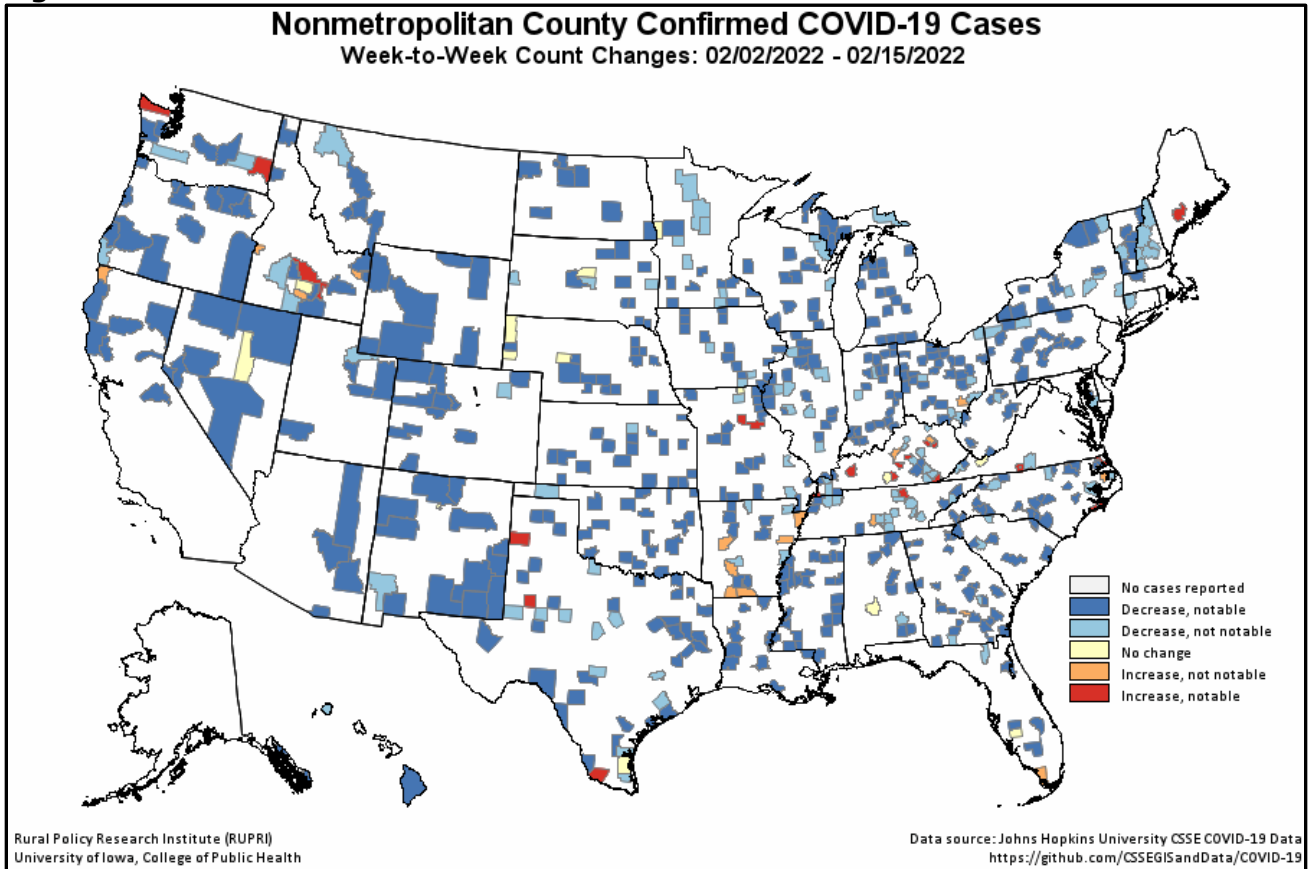 Nonmetropolitan County Confirmed COVID-19 Cases
Week-to-Week Count Changes: 02/02/2022 - 02/15/2022
No cases reported
Decrease, notable
Decrease, not notable
No change
Increase, not notable
Increase, notable
Rural Policy Research Institute (RUPRI)
University of Iowa, College of Public Health
Data source: Johns Hopkins University CSSE COVID-19 Data
https://github.com/CSSEGISandData/COVID-19